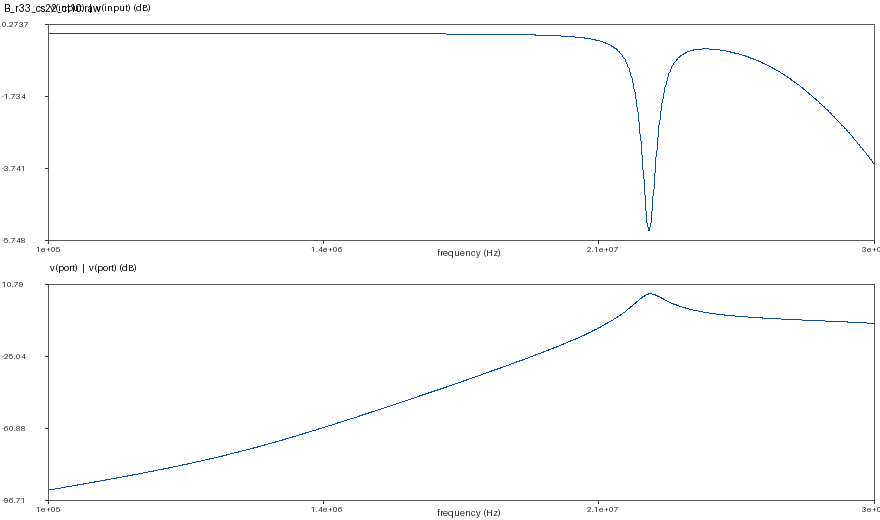 B_r33_cs22 (dB)
0.2737
-1.734
-3.741
-5.748
1e+05
1.4e+06
2.1e+07
3e+0
frequency (Hz)
v(port) | v(port) (dB)
10.79
-25.04
-60.88
-96.71
1e+05
1.4e+06
2.1e+07
3e+0
frequency (Hz)